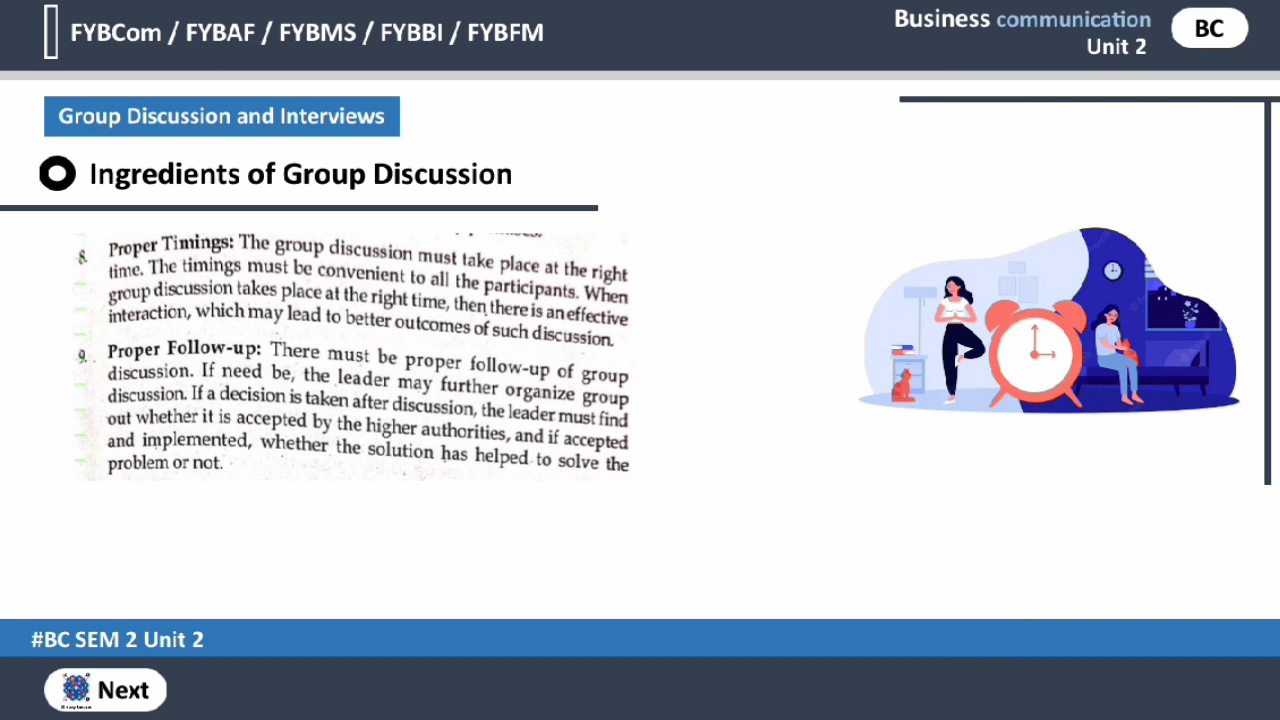 FYBCom / FYBAF / FYBMS / FYBBI / FYBFM
Business communication
Unit 2
BC
Group Discussion and Interviews
Ingredients of Group Discussion
8. Proper Timings: The group discussion must take place at the right
time. The timings must be convenient to all the participants. When
group discussion takes place at the right time, then there is an effective
interaction, which may lead to better outcomes of such discussion.
9. Proper Follow-up: There must be proper follow-up of group
discussion. If need be, the leader may further organize group
discussion. If a decision is taken after discussion, the leader must find
out whether it is accepted by the higher authorities, and if accepted
and implemented, whether the solution has helped to solve the
problem or not.
#BC SEM 2 Unit 2
Next